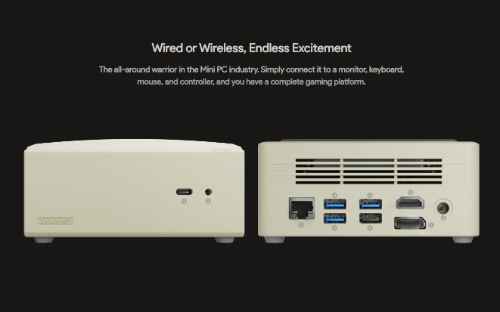 Wired or Wireless, Endless Excitement
The all-around warrior in the Mini PC industry. Simply connect it to a monitor, keyboard,
mouse, and controller, and you have a complete gaming platform.